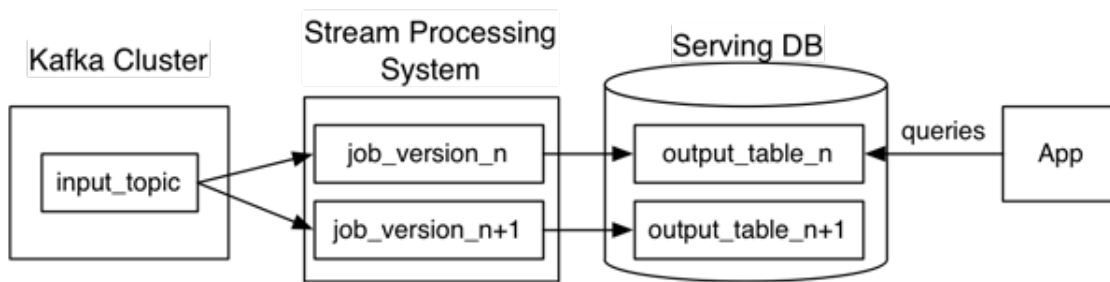 Kafka Cluster
Stream Processing
System
Serving DB
input_topic
job_version_n
job_version_n+1
output_table_n
output_table_n+1
queries
App